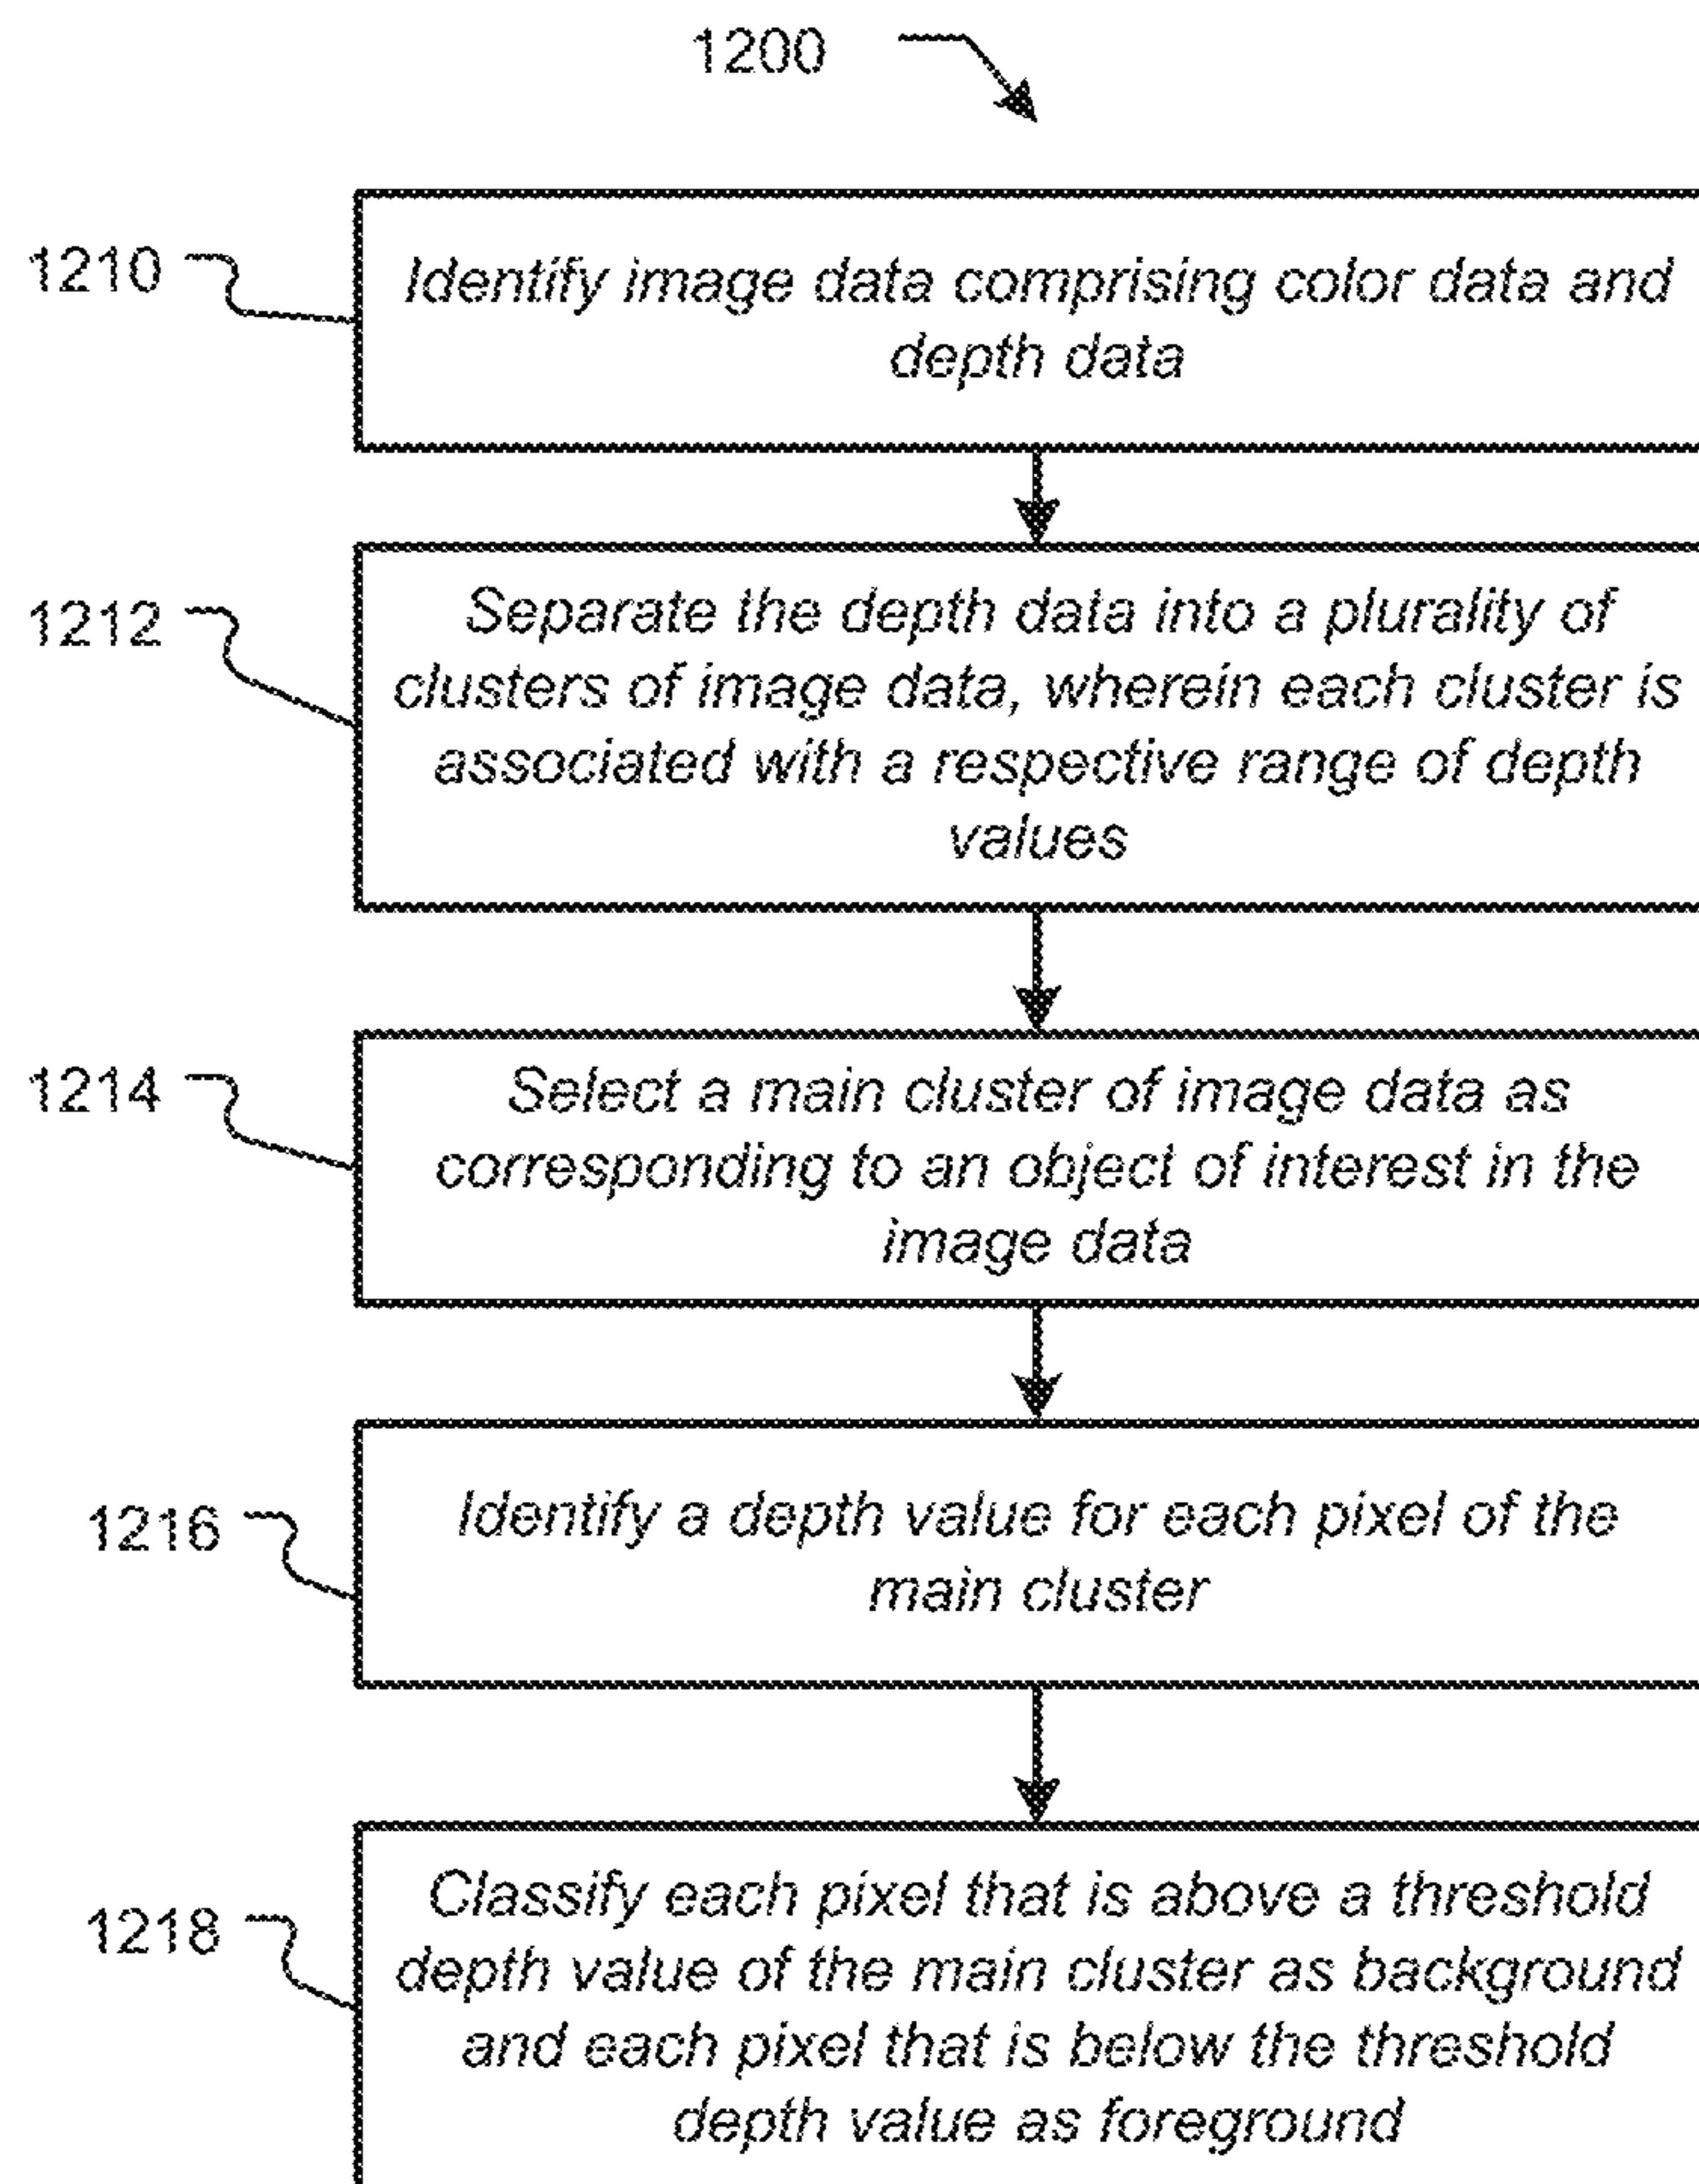 1200
1210
Identify image data comprising color data and
depth data
1212
Separate the depth data into a plurality of
clusters of image data, wherein each cluster is
associated with a respective range of depth
values
1214
Select a main cluster of image data as
corresponding to an object of interest in the
image data
1216
Identify a depth value for each pixel of the
main cluster
1218
Classify each pixel that is above a threshold
depth value of the main cluster as background
and each pixel that is below the threshold
depth value as foreground